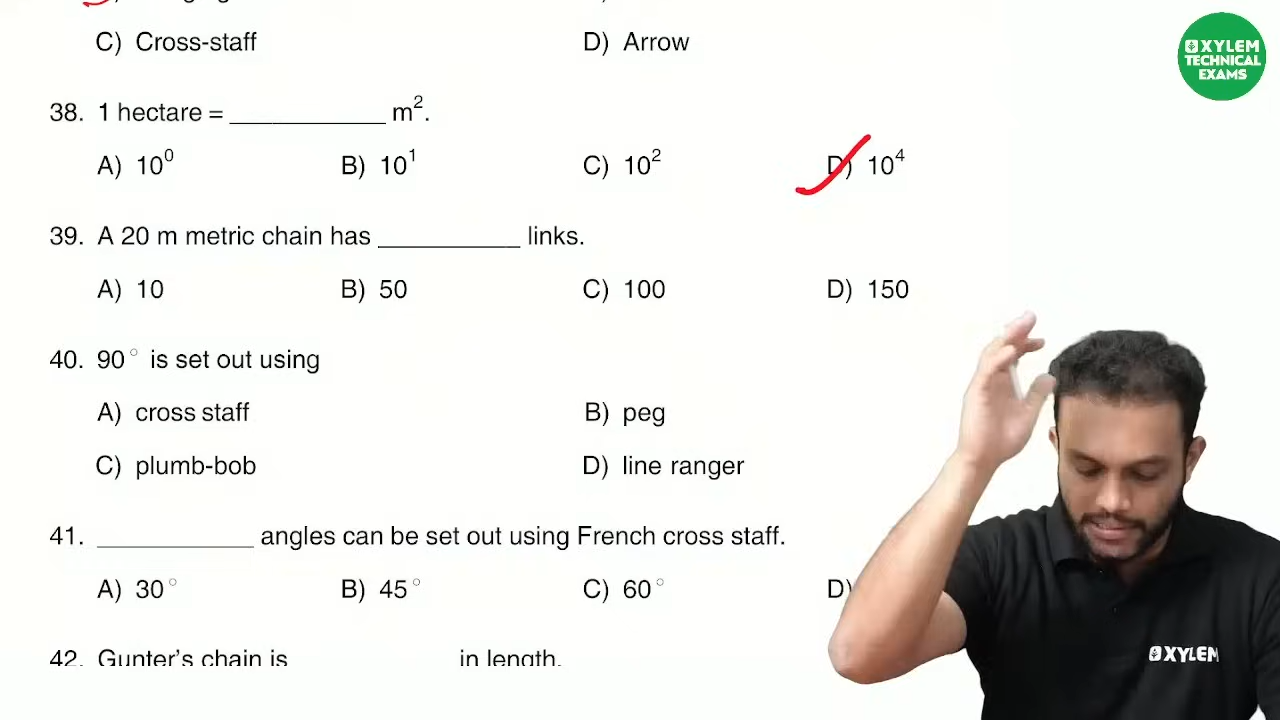 C) Cross-staff D) Arrow
38. 1 hectare = ____________ m².
A) 10⁰ B) 10¹ C) 10² D) 10⁴
39. A 20 m metric chain has __________ links.
A) 10 B) 50 C) 100 D) 150
40. 90° is set out using
A) cross staff B) peg
C) plumb-bob D) line ranger
41. ____________ angles can be set out using French cross staff.
A) 30° B) 45° C) 60° D)
42. Gunter's chain is in length.
XYLEM
TECHNICAL
EXAMS
XYLEM